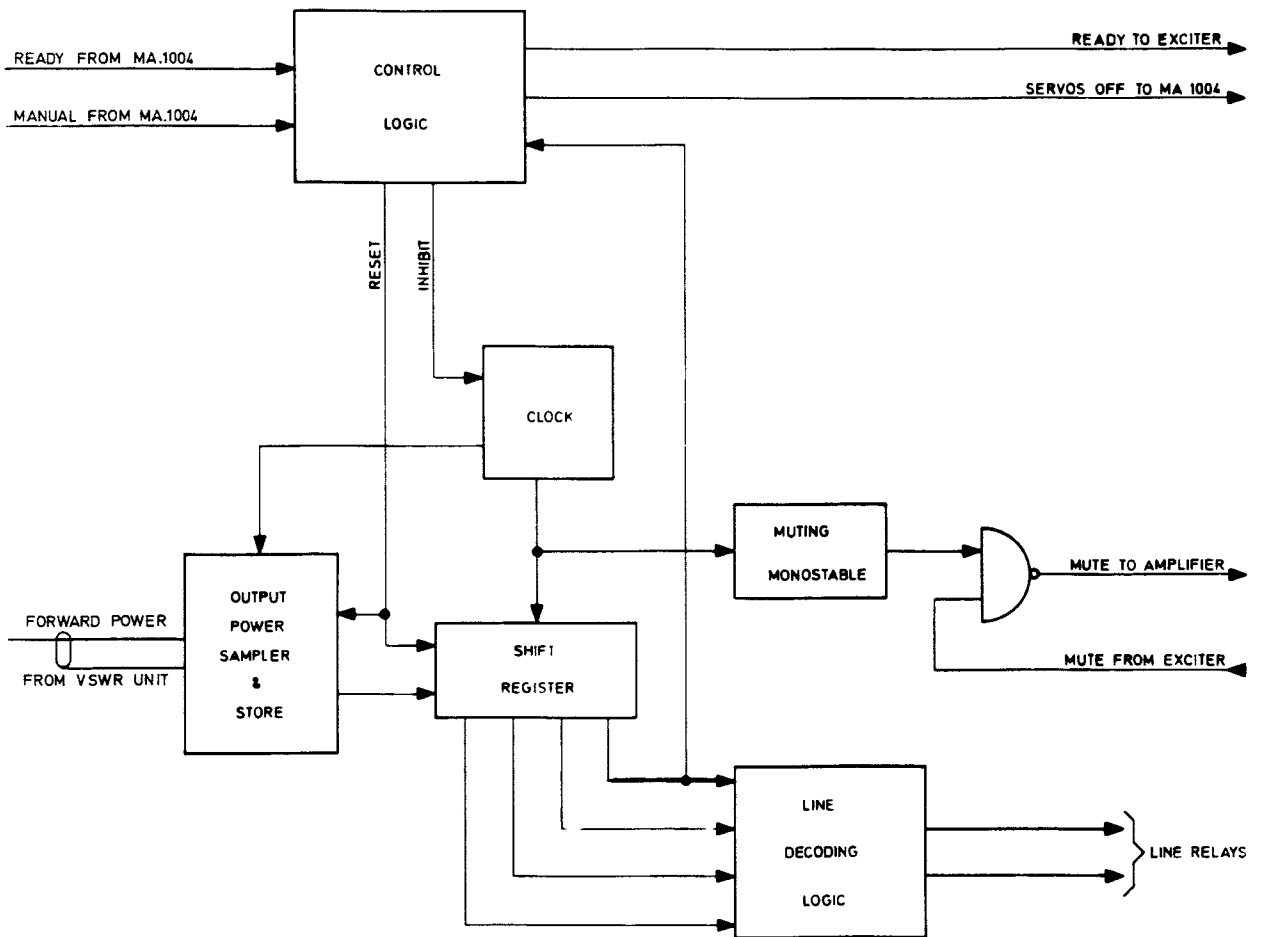 READY FROM MA.1004
MANUAL FROM MA.1004
CONTROL
LOGIC
READY TO EXCITER
SERVOS OFF TO MA 1004
RESET
INHIBIT
CLOCK
MUTING
MONOSTABLE
MUTE TO AMPLIFIER
MUTE FROM EXCITER
FORWARD POWER
FROM VSWR UNIT
OUTPUT
POWER
SAMPLER
&
STORE
SHIFT
REGISTER
LINE
DECODING
LOGIC
LINE RELAYS